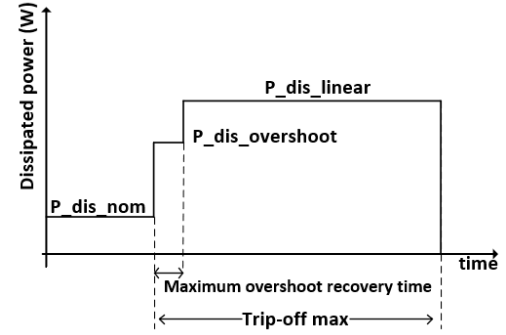 Dissipated power (W)
P_dis_linear
P_dis_overshoot
P_dis_nom
time
Maximum overshoot recovery time
Trip-off max